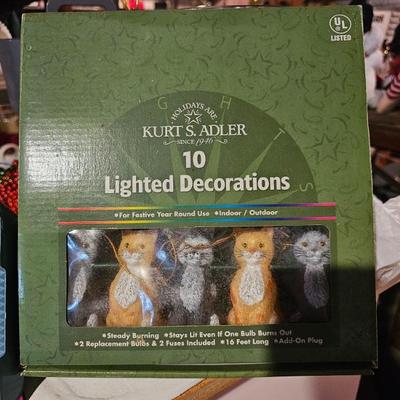 UL
LISTED
G H T S
HOLIDAYS ARE
KURT S. ADLER
SINCE 1946
10
Lighted Decorations
•For Festive Year Round Use •Indoor / Outdoor
•Steady Burning •Stays Lit Even If One Bulb Burns Out
•2 Replacement Bulbs & 2 Fuses Included •16 Feet Long •Add-On Plug